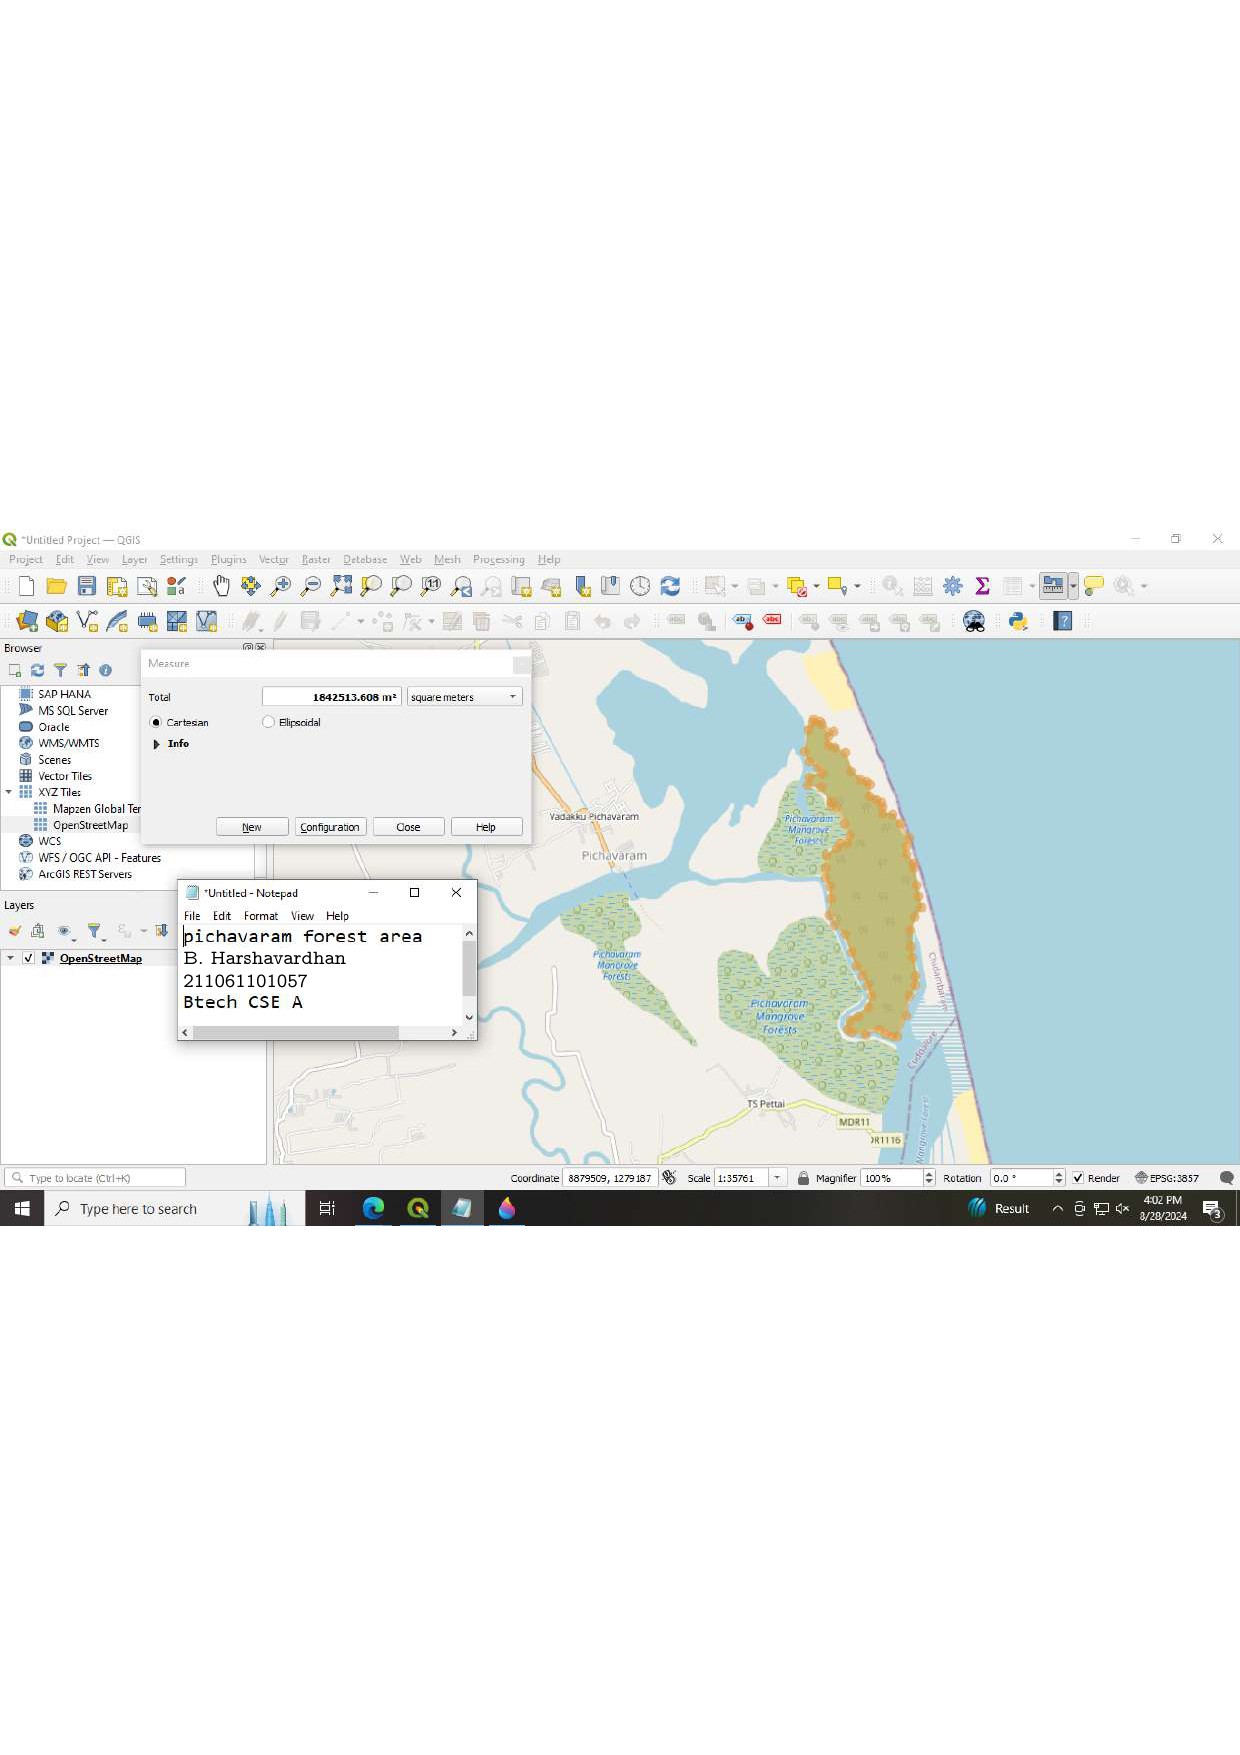 *Untitled Project — QGIS
Project Edit View Layer Settings Plugins Vector Raster Database Web Mesh Processing Help
Browser
SAP HANA
MS SQL Server
Oracle
WMS/WMTS
Scenes
Vector Tiles
XYZ Tiles
Mapzen Global Ter
OpenStreetMap
WCS
WFS / OGC API - Features
ArcGIS REST Servers
Measure
Total 1842513.608 m² square meters
Cartesian Ellipsoidal
Info
New Configuration Close Help
Layers
OpenStreetMap
*Untitled - Notepad
File Edit Format View Help
pichavaram forest area
B. Harshavardhan
211061101057
Btech CSE A
Vadakku Pichavaram
Pichavaram
Pichavaram
Mangrove
Forests
Pichavaram
Mangrove
Forests
Pichavaram
Mangrove
Forests
Chidambaram
Cuddalore
Mangrove Forest
TS Pettai
MDR11
DR1116
Type to locate (Ctrl+K)
Coordinate 8879509, 1279187 Scale 1:35761 Magnifier 100% Rotation 0.0 ° Render EPSG:3857
Type here to search
Result
4:02 PM
8/28/2024
3